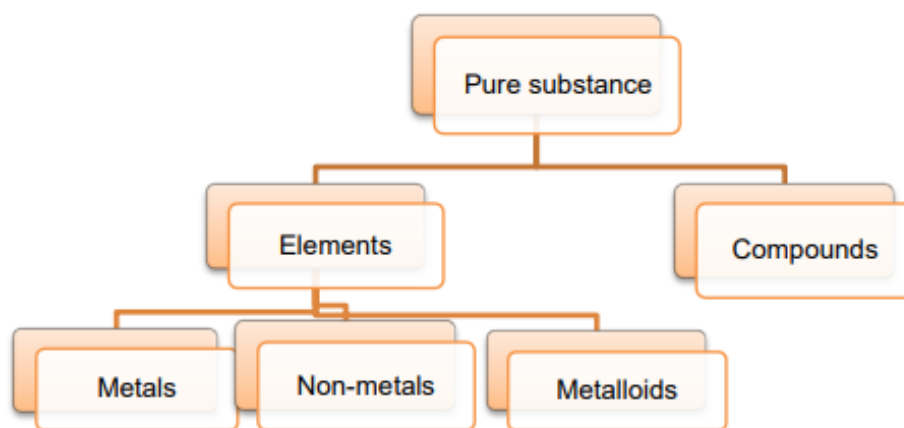 Pure substance
Elements
Compounds
Metals
Non-metals
Metalloids